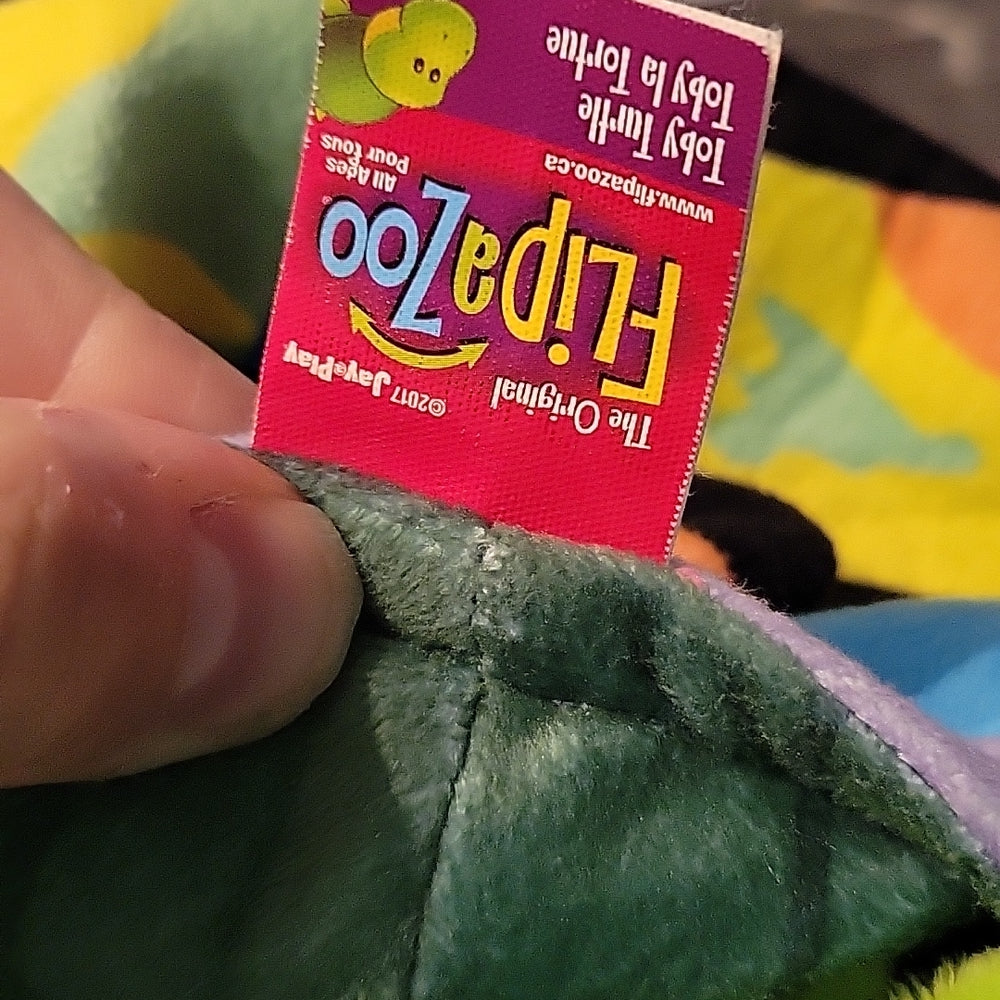 The Original
©2017 Jay@Play
FlipaZoo®
www.flipazoo.ca
All Ages
Pour tous
Toby Turtle
Toby la Tortue